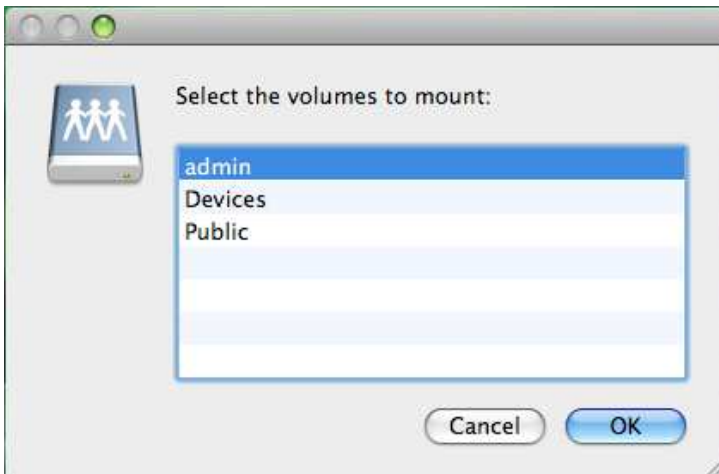 Select the volumes to mount:
admin
Devices
Public
Cancel OK